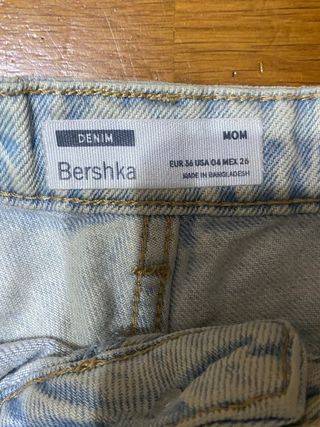 DENIM
Bershka
MOM
EUR 36 USA 04 MEX 26
MADE IN BANGLADESH